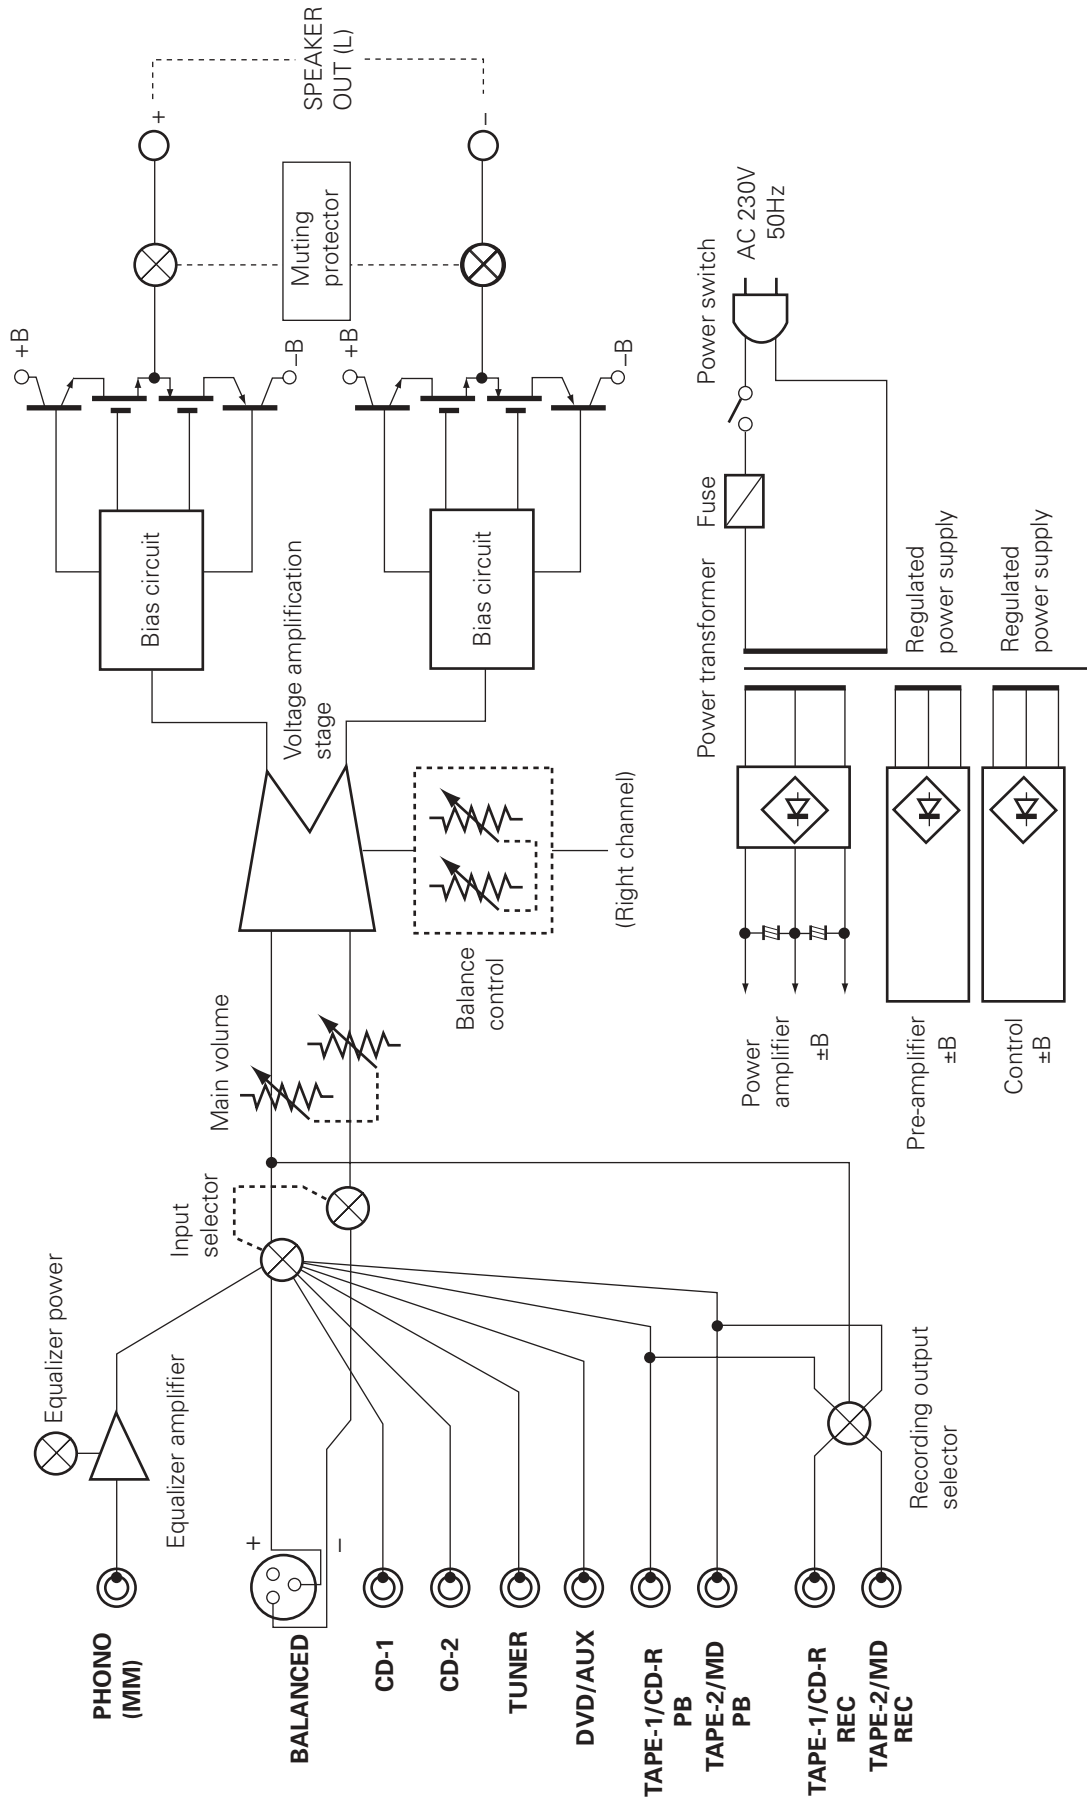 PHONO
(MM)
BALANCED
CD-1
CD-2
TUNER
DVD/AUX
TAPE-1/CD-R
PB
TAPE-2/MD
PB
TAPE-1/CD-R
REC
TAPE-2/MD
REC
+
–
Equalizer power
Equalizer amplifier
Input
selector
Recording output
selector
Main volume
Balance
control
(Right channel)
Voltage amplification
stage
Bias circuit
Bias circuit
+B
–B
+B
–B
Muting
protector
+
–
SPEAKER
OUT (L)
Power
amplifier
±B
Pre-amplifier
±B
Control
±B
Power transformer
Regulated
power supply
Regulated
power supply
Fuse
Power switch
AC 230V
50Hz